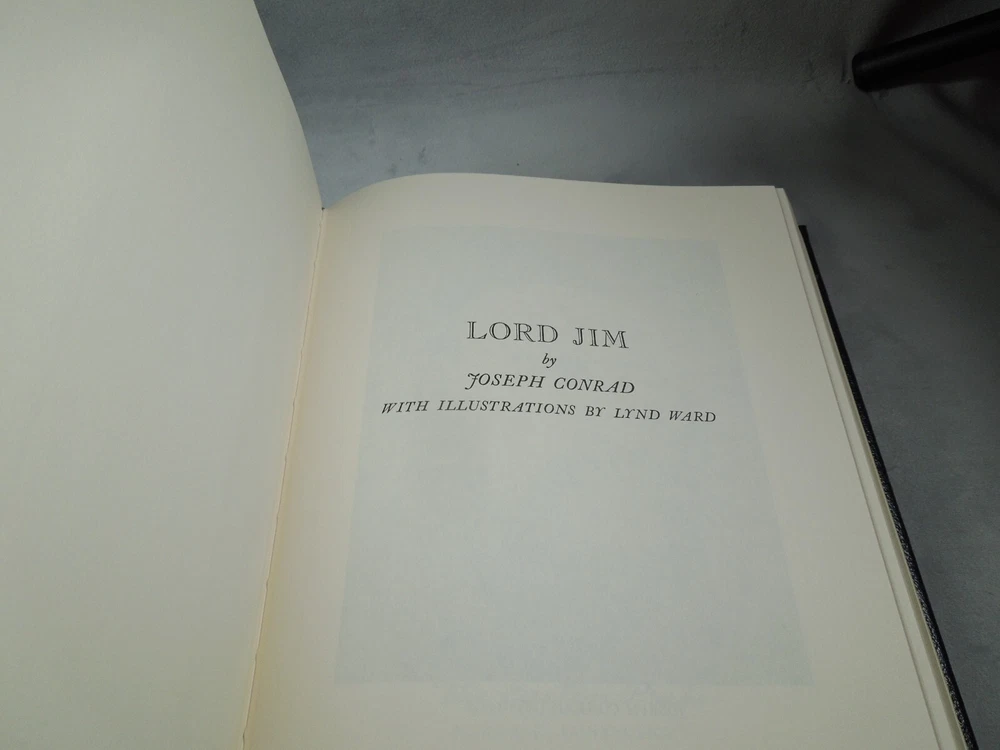 LORD JIM
by
JOSEPH CONRAD
WITH ILLUSTRATIONS BY LYND WARD